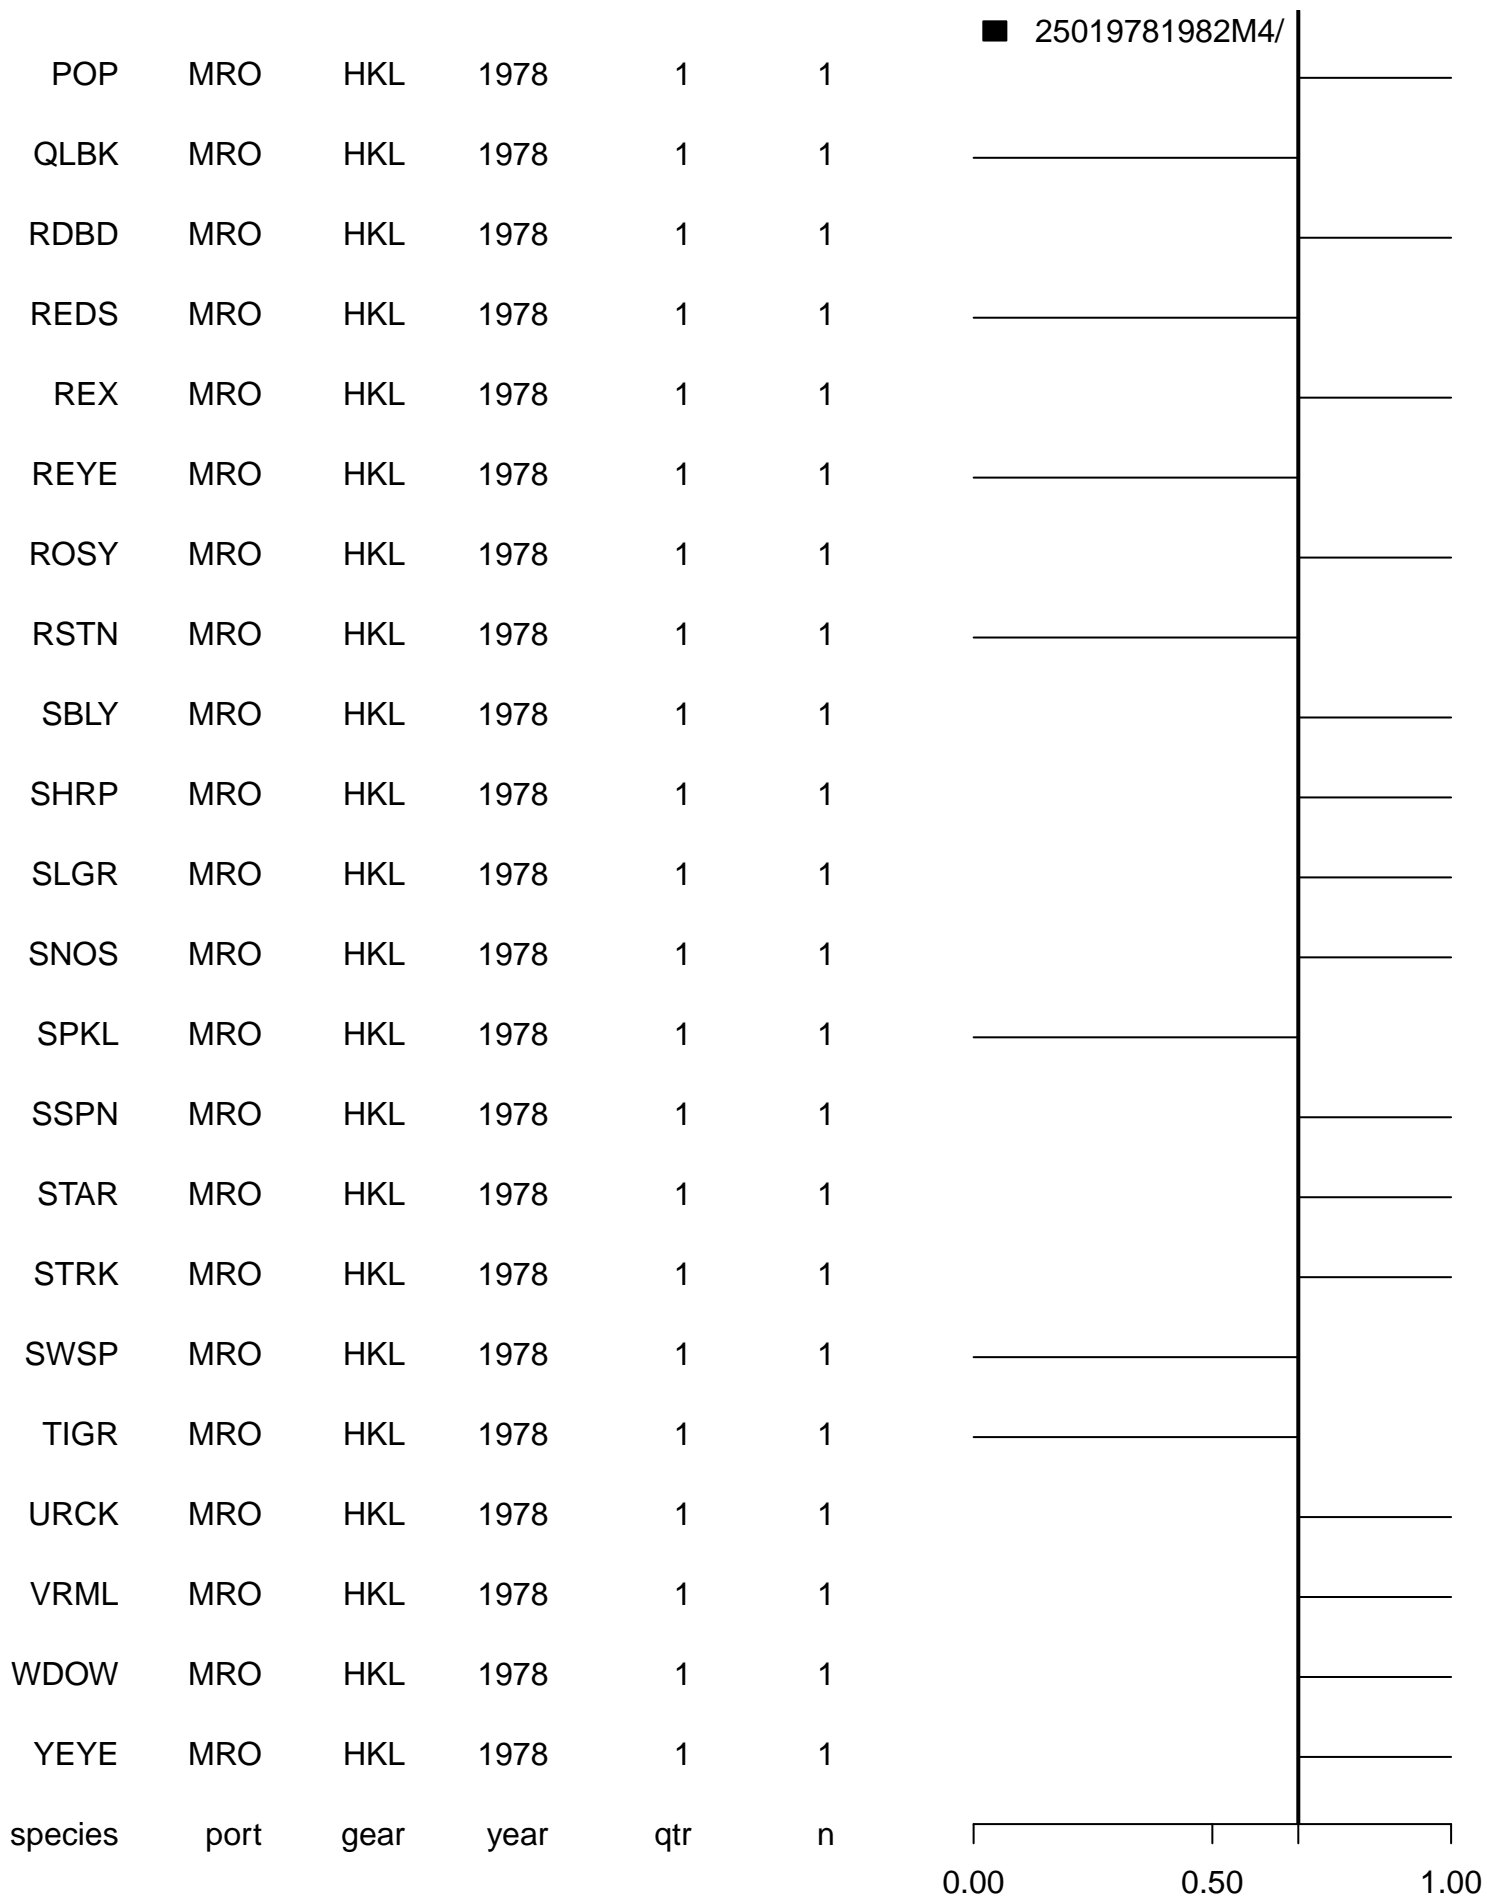 25019781982M4/
POP MRO HKL 1978 1 1
QLBK MRO HKL 1978 1 1
RDBD MRO HKL 1978 1 1
REDS MRO HKL 1978 1 1
REX MRO HKL 1978 1 1
REYE MRO HKL 1978 1 1
ROSY MRO HKL 1978 1 1
RSTN MRO HKL 1978 1 1
SBLY MRO HKL 1978 1 1
SHRP MRO HKL 1978 1 1
SLGR MRO HKL 1978 1 1
SNOS MRO HKL 1978 1 1
SPKL MRO HKL 1978 1 1
SSPN MRO HKL 1978 1 1
STAR MRO HKL 1978 1 1
STRK MRO HKL 1978 1 1
SWSP MRO HKL 1978 1 1
TIGR MRO HKL 1978 1 1
URCK MRO HKL 1978 1 1
VRML MRO HKL 1978 1 1
WDOW MRO HKL 1978 1 1
YEYE MRO HKL 1978 1 1
species port gear year qtr n
0.00 0.50 1.00